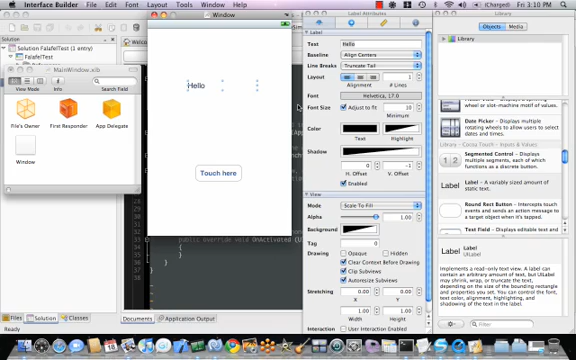 Interface Builder File Edit Font Layout Tools Window Help (Charged) Fri 3:10 PM
Window
Label Attributes
Library
Solution
Solution FalafelTest (1 entry)
FalafelTest
MainWindow.xib
View Mode
Info
Search Field
File's Owner
First Responder
App Delegate
Window
Hello
Touch here
public override void OnActivated (U
}
}
Files
Solution
Classes
Documents
Application Output
Label
Text Hello
Baseline Align Centers
Line Breaks Truncate Tail
Layout 1
Alignment # Lines
Font Helvetica, 17.0
Font Size Adjust to fit 10
Minimum
Color
Shadow
0 -1
H. Offset V. Offset
Enabled
View
Mode Scale To Fill
Alpha 1.00
Background
Tag 0
Drawing Opaque Hidden
Clear Context Before Drawing
Clip Subviews
Autoresize Subviews
Stretching 0.00 0.00
X Y
1.00 1.00
Width Height
Interaction User Interaction Enabled
Objects Media
Library
slot-machine motif of values.
Date Picker Displays multiple
rotating wheels to allow users to select
dates and times.
Segmented Control Displays
multiple segments, each of which
functions as a discrete button.
Label Label A variably sized amount of
static text.
Round Rect Button Intercepts touch
events and sends an action message
to a target object when it's tapped.
Text Field Displays editable text and
Label Label
UILabel
Implements a read-only text view. A label can
contain an arbitrary amount of text, but UILabel
may shrink, wrap, or truncate the text,
depending on the size of the bounding rectangle
and properties you set. You can control the font,
text color, alignment, highlighting, and
shadowing of the text in the label.
Filter